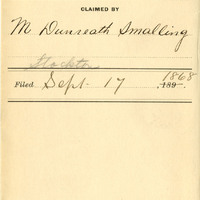 CLAIMED BY
M Dunreath Smalling
Stockton
1868
Filed Sept. 17, 189 .